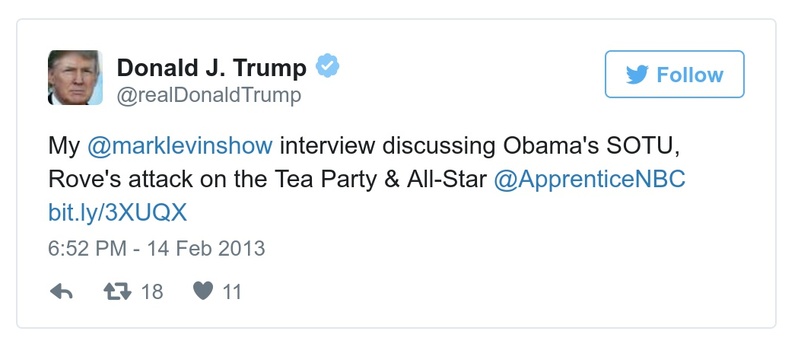 Donald J. Trump
@realDonaldTrump
Follow
My @marklevinshow interview discussing Obama's SOTU,
Rove's attack on the Tea Party & All-Star @ApprenticeNBC
bit.ly/3XUQX
6:52 PM - 14 Feb 2013
18 11